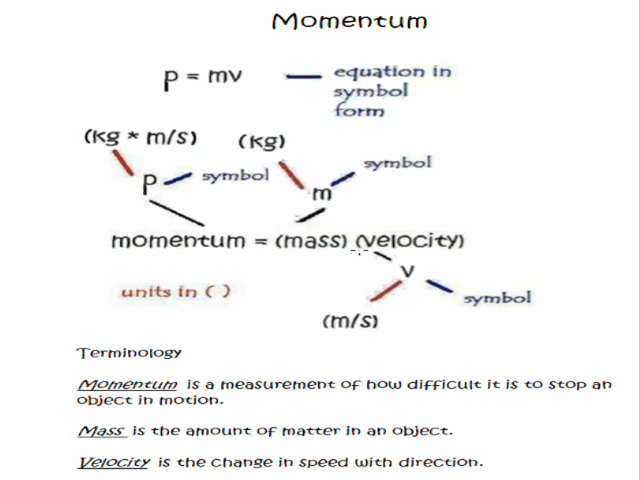 Momentum
p = mv
equation in
symbol
form
(kg * m/s)
(kg)
p
symbol
m
symbol
momentum = (mass) (velocity)
units in ( )
v
symbol
(m/s)
Terminology
Momentum is a measurement of how difficult it is to stop an
object in motion.
Mass is the amount of matter in an object.
Velocity is the change in speed with direction.